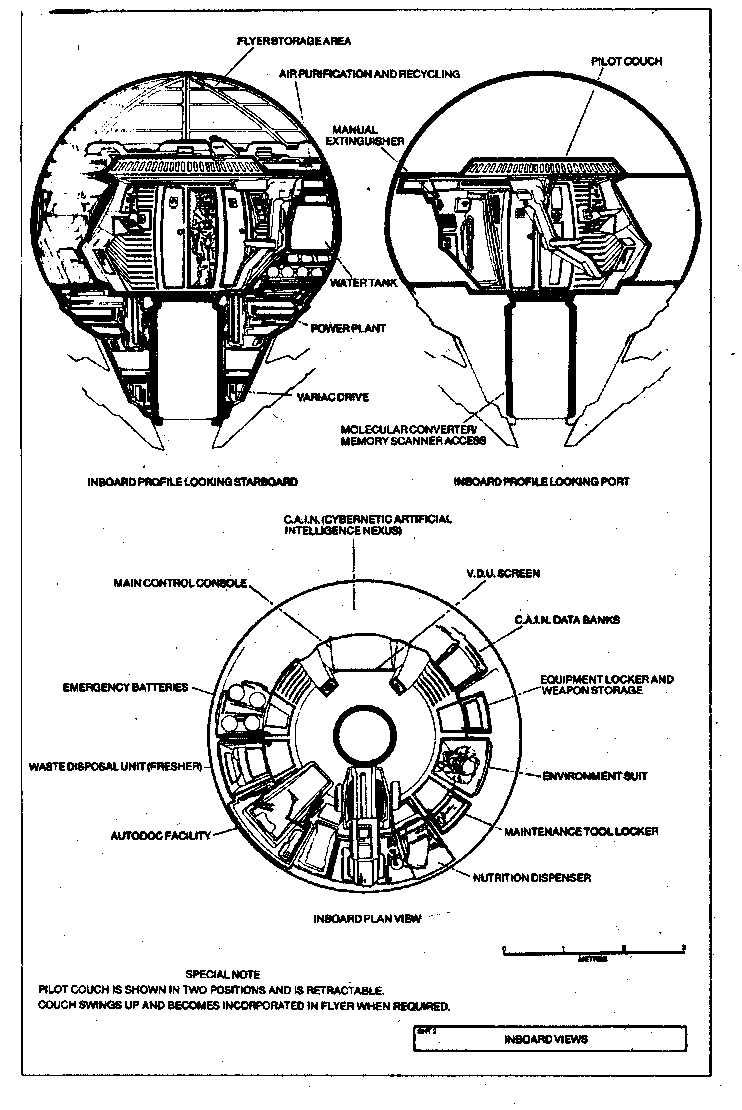 FLYER STORAGE AREA
AIR PURIFICATION AND RECYCLING
PILOT COUCH
MANUAL
EXTINGUISHER
WATER TANK
POWER PLANT
VARIAC DRIVE
MOLECULAR CONVERTER/
MEMORY SCANNER ACCESS
INBOARD PROFILE LOOKING STARBOARD
INBOARD PROFILE LOOKING PORT
C.A.I.N. (CYBERNETIC ARTIFICIAL
INTELLIGENCE NEXUS)
MAIN CONTROL CONSOLE
V.D.U. SCREEN
C.A.I.N. DATA BANKS
EMERGENCY BATTERIES
EQUIPMENT LOCKER AND
WEAPON STORAGE
WASTE DISPOSAL UNIT (FRESHER)
ENVIRONMENT SUIT
AUTODOC FACILITY
MAINTENANCE TOOL LOCKER
NUTRITION DISPENSER
INBOARD PLAN VIEW
0 1 2 3
METRES
SPECIAL NOTE
PILOT COUCH IS SHOWN IN TWO POSITIONS AND IS RETRACTABLE.
COUCH SWINGS UP AND BECOMES INCORPORATED IN FLYER WHEN REQUIRED.
INBOARD VIEWS